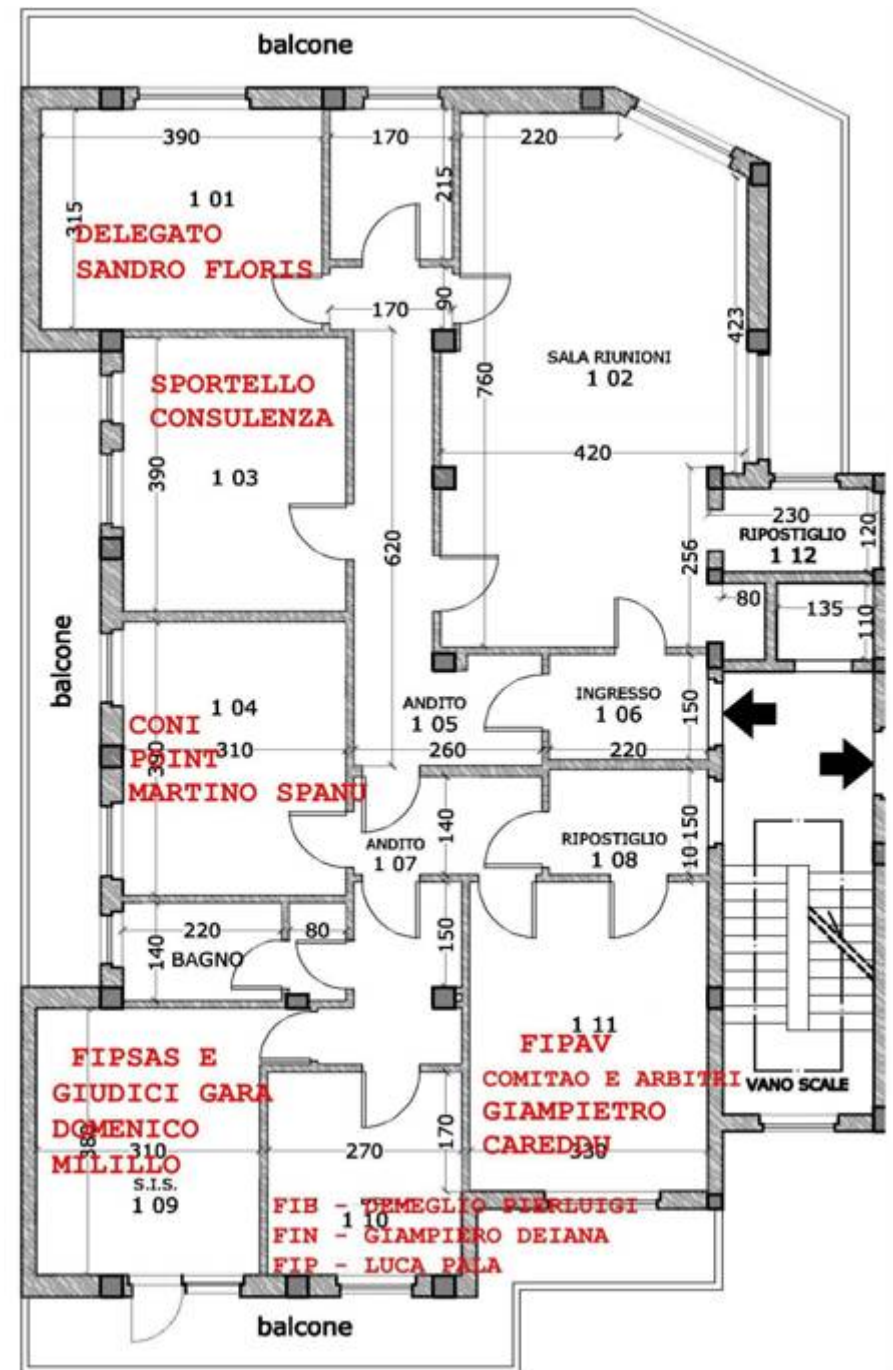 balcone
390
170
220
1 01
315
215
DELEGATO
SANDRO FLORIS
170
90
423
SALA RIUNIONI
1 02
760
SPORTELLO
CONSULENZA
420
390
1 03
620
256
230
RIPOSTIGLIO
1 12
120
80
135
110
balcone
1 04
ANDITO
1 05
INGRESSO
1 06
150
CONI
POINT
MARTINO SPANU
390
310
260
220
ANDITO
1 07
140
RIPOSTIGLIO
1 08
150
10
220
80
BAGNO
140
150
FIPSAS E
GIUDICI GARA
DOMENICO
MILILLO
380
310
S.I.S.
1 09
270
170
1 11
FIPAV
COMITAO E ARBITRI
GIAMPIETRO
CAREDDU
330
VANO SCALE
1 10
FIB - DEMEGLIO PIERLUIGI
FIN - GIAMPIERO DEIANA
FIP - LUCA PALA
balcone